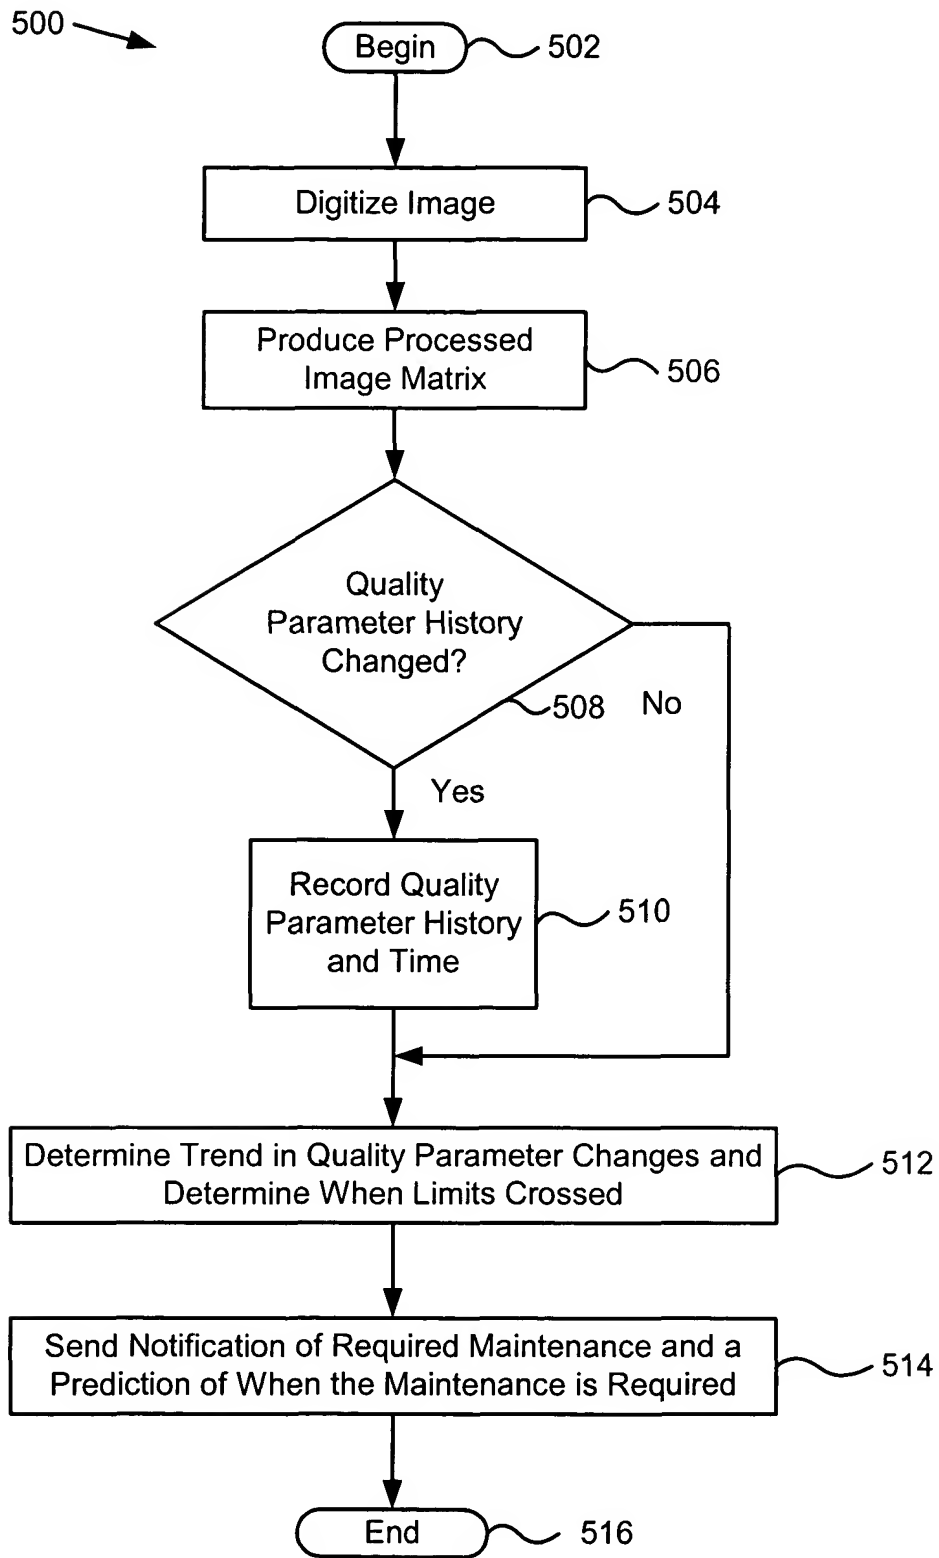 500
Begin
502
Digitize Image
504
Produce Processed
Image Matrix
506
Quality
Parameter History
Changed?
508
No
Yes
Record Quality
Parameter History
and Time
510
Determine Trend in Quality Parameter Changes and
Determine When Limits Crossed
512
Send Notification of Required Maintenance and a
Prediction of When the Maintenance is Required
514
End
516